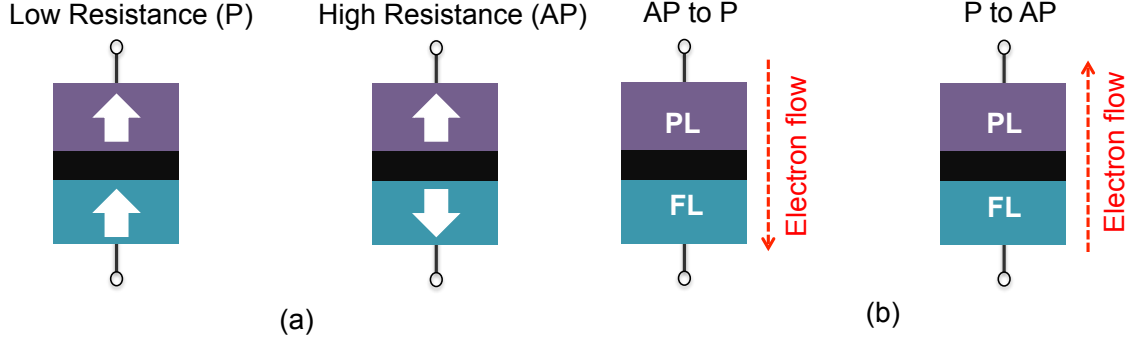 Low Resistance (P)
High Resistance (AP)
AP to P
P to AP
PL
FL
Electron flow
PL
FL
Electron flow
(a)
(b)